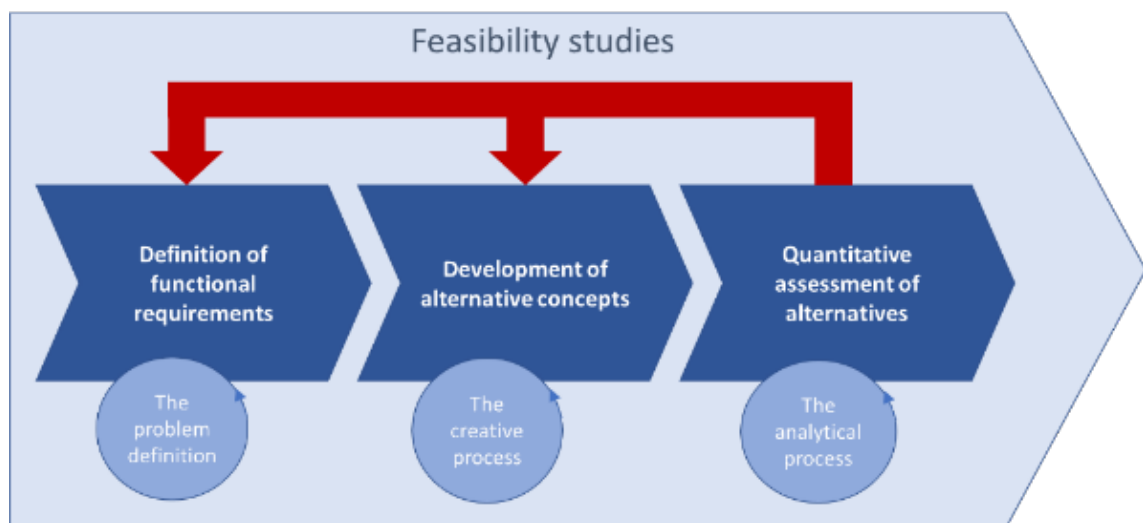 Feasibility studies
Definition of
functional
requirements
Development of
alternative concepts
Quantitative
assessment of
alternatives
The
problem
definition
The
creative
process
The
analytical
process